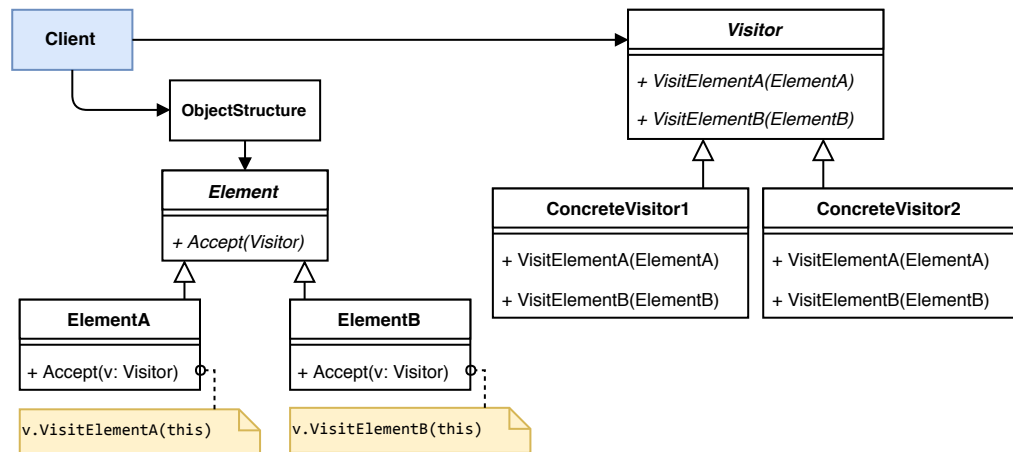 Client
Visitor
+ VisitElementA(ElementA)
+ VisitElementB(ElementB)
ObjectStructure
Element
+ Accept(Visitor)
ConcreteVisitor1
+ VisitElementA(ElementA)
+ VisitElementB(ElementB)
ConcreteVisitor2
+ VisitElementA(ElementA)
+ VisitElementB(ElementB)
ElementA
+ Accept(v: Visitor)
v.VisitElementA(this)
ElementB
+ Accept(v: Visitor)
v.VisitElementB(this)